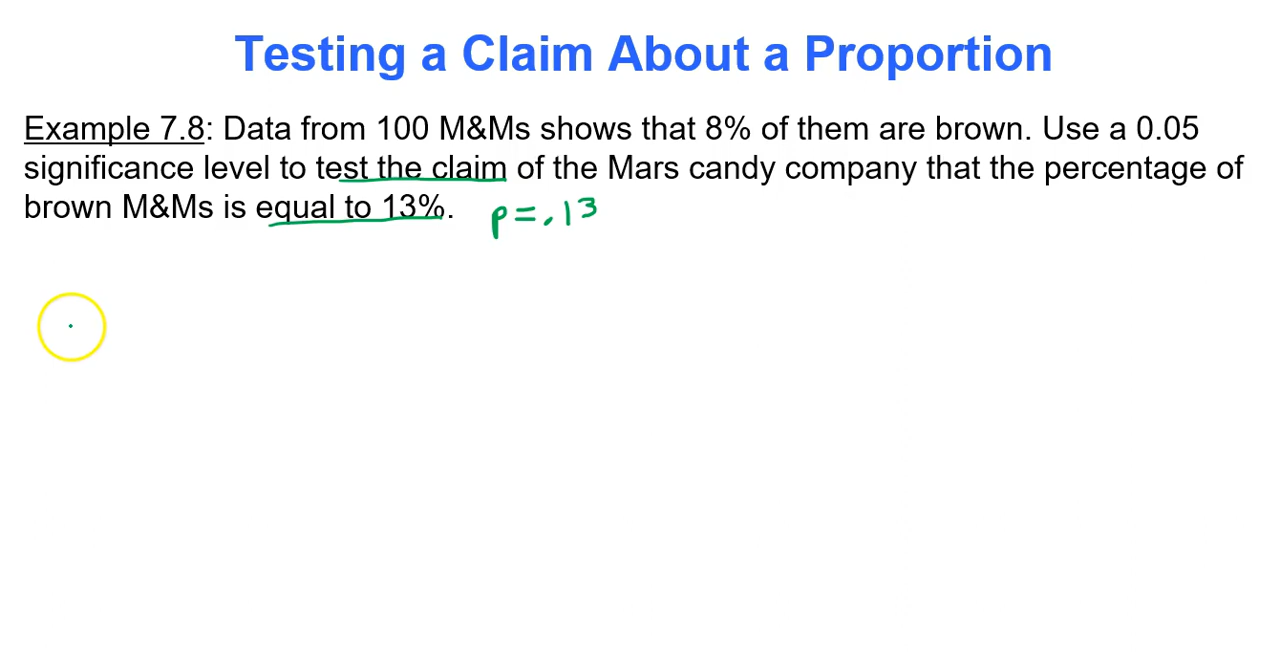 Testing a Claim About a Proportion
Example 7.8: Data from 100 M&Ms shows that 8% of them are brown. Use a 0.05
significance level to test the claim of the Mars candy company that the percentage of
brown M&Ms is equal to 13%. p=.13